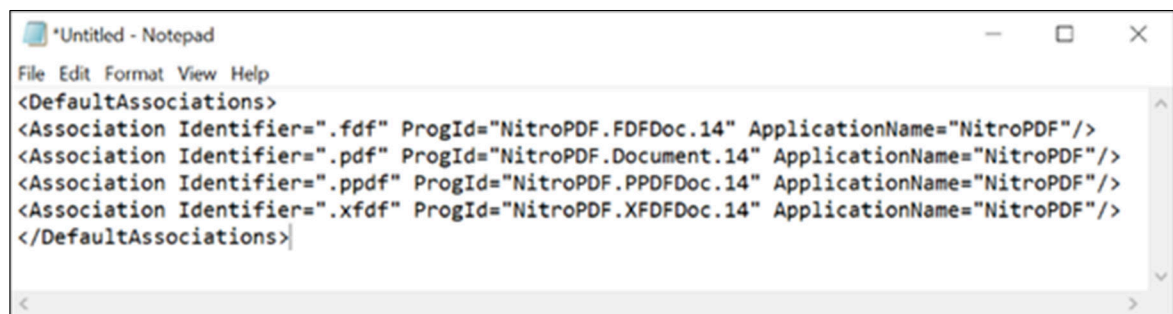 *Untitled - Notepad
File Edit Format View Help
<DefaultAssociations>
<Association Identifier=".fdf" ProgId="NitroPDF.FDFDoc.14" ApplicationName="NitroPDF"/>
<Association Identifier=".pdf" ProgId="NitroPDF.Document.14" ApplicationName="NitroPDF"/>
<Association Identifier=".ppdf" ProgId="NitroPDF.PPDFDoc.14" ApplicationName="NitroPDF"/>
<Association Identifier=".xfdf" ProgId="NitroPDF.XFDFDoc.14" ApplicationName="NitroPDF"/>
</DefaultAssociations>